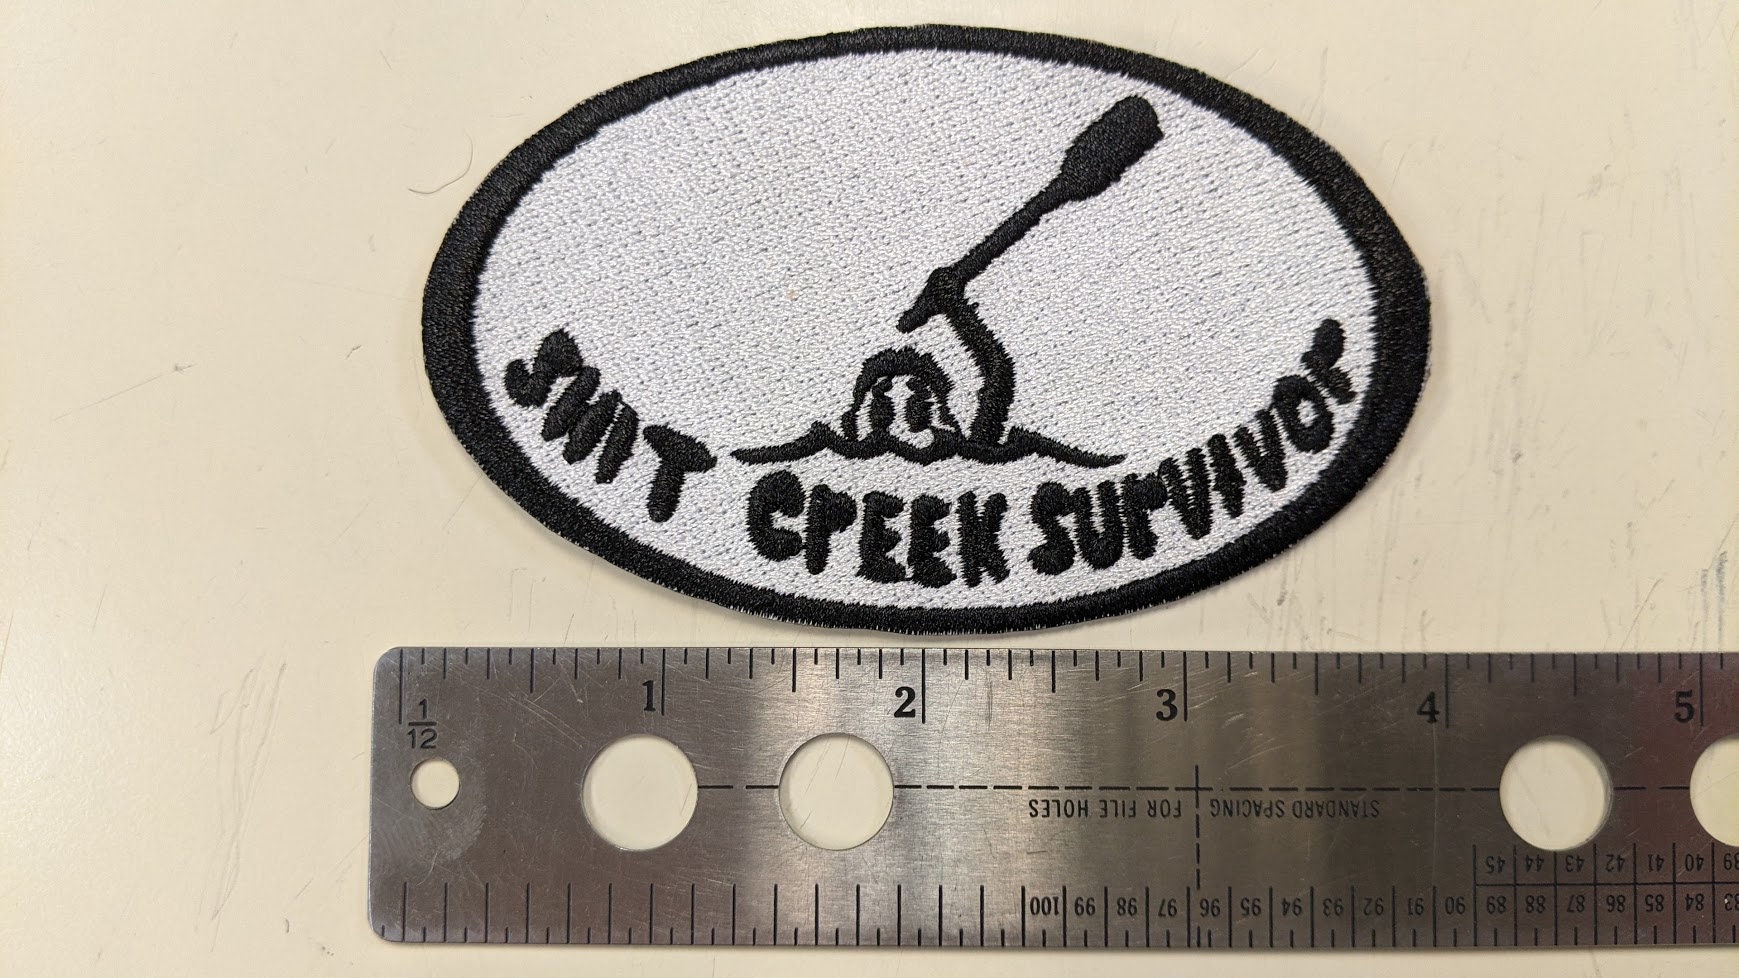 SHIT CREEK SURVIVOR
1 2 3 4 5
1/12
STANDARD SPACING FOR FILE HOLES
45 44 43 42 41 40 39
100 99 98 97 96 95 94 93 92 91 90 89 88 87 86 85 84 83